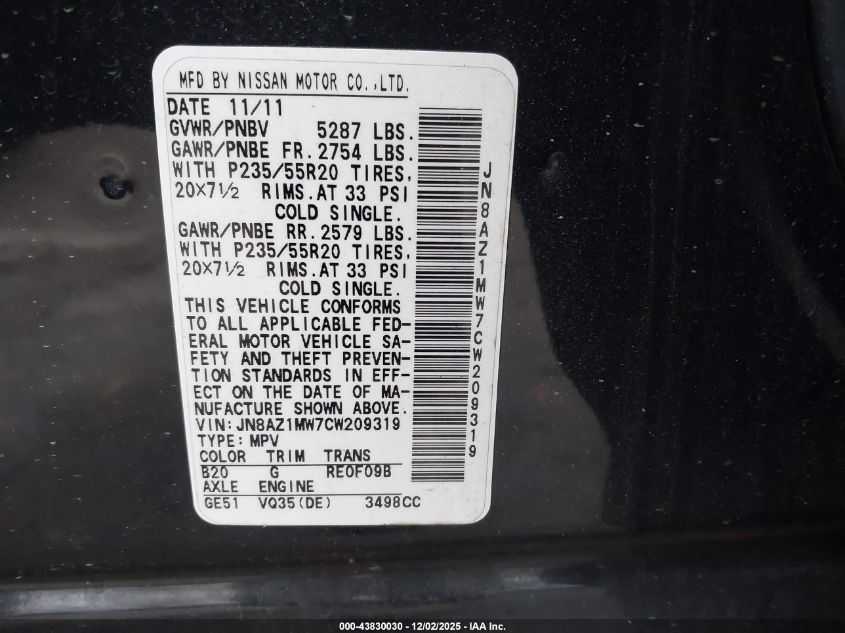 MFD BY NISSAN MOTOR CO.,LTD.
DATE 11/11
GVWR/PNBV 5287 LBS.
GAWR/PNBE FR. 2754 LBS.
WITH P235/55R20 TIRES,
20×7½ RIMS. AT 33 PSI
COLD SINGLE.
GAWR/PNBE RR. 2579 LBS.
WITH P235/55R20 TIRES,
20×7½ RIMS. AT 33 PSI
COLD SINGLE.
THIS VEHICLE CONFORMS
TO ALL APPLICABLE FED-
ERAL MOTOR VEHICLE SA-
FETY AND THEFT PREVEN-
TION STANDARDS IN EFF-
ECT ON THE DATE OF MA-
NUFACTURE SHOWN ABOVE.
VIN:JN8AZ1MW7CW209319
TYPE:MPV
COLOR TRIM TRANS
B20 G RE0F09B
AXLE ENGINE
GE51 VQ35(DE) 3498CC
JN8AZ1MW7CW209319
000-43830030 - 12/02/2025 - IAA Inc.